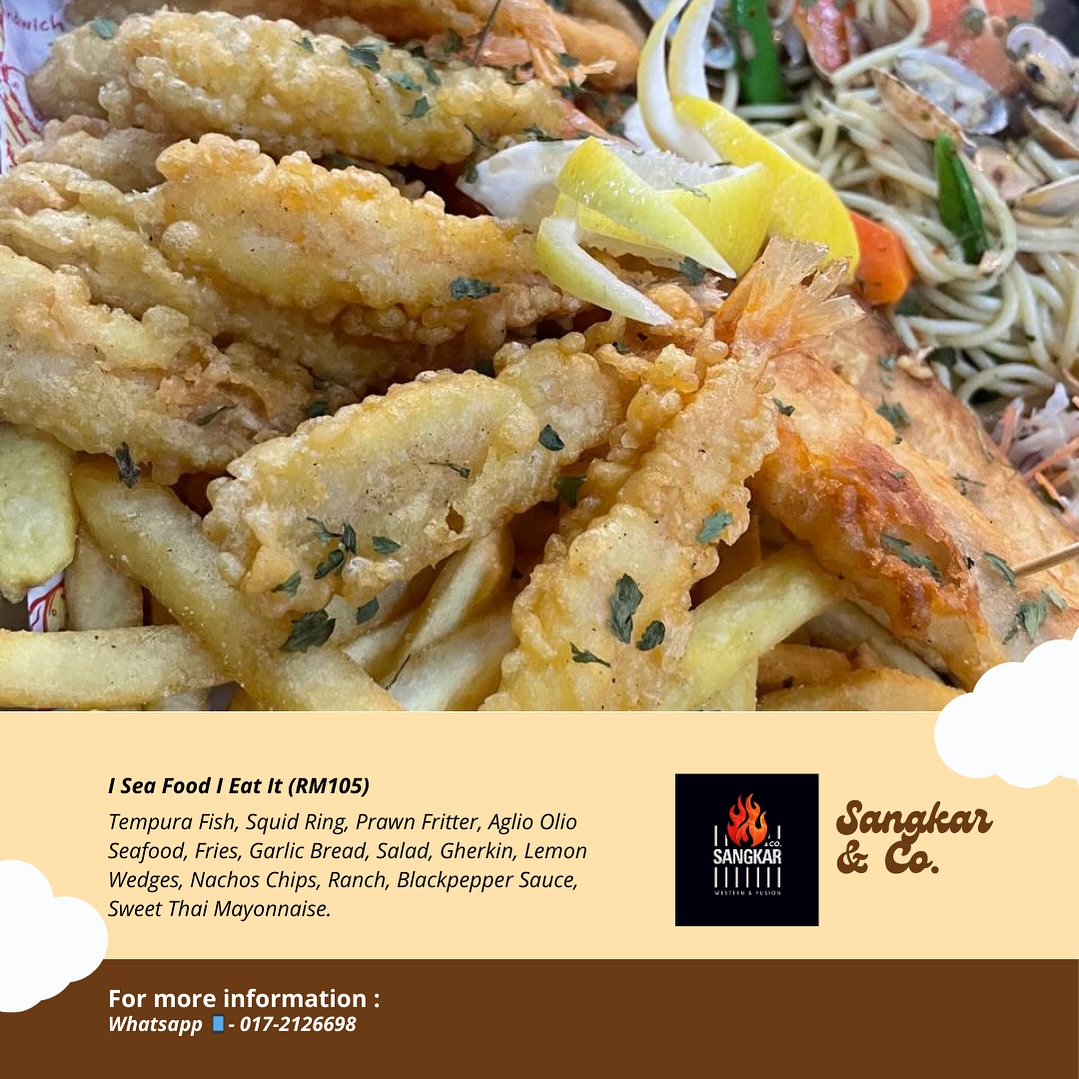 I Sea Food I Eat It (RM105)
Tempura Fish, Squid Ring, Prawn Fritter, Aglio Olio
Seafood, Fries, Garlic Bread, Salad, Gherkin, Lemon
Wedges, Nachos Chips, Ranch, Blackpepper Sauce,
Sweet Thai Mayonnaise.
&CO.
SANGKAR
WESTERN & FUSION
Sangkar
& Co.
For more information :
Whatsapp 📱- 017-2126698